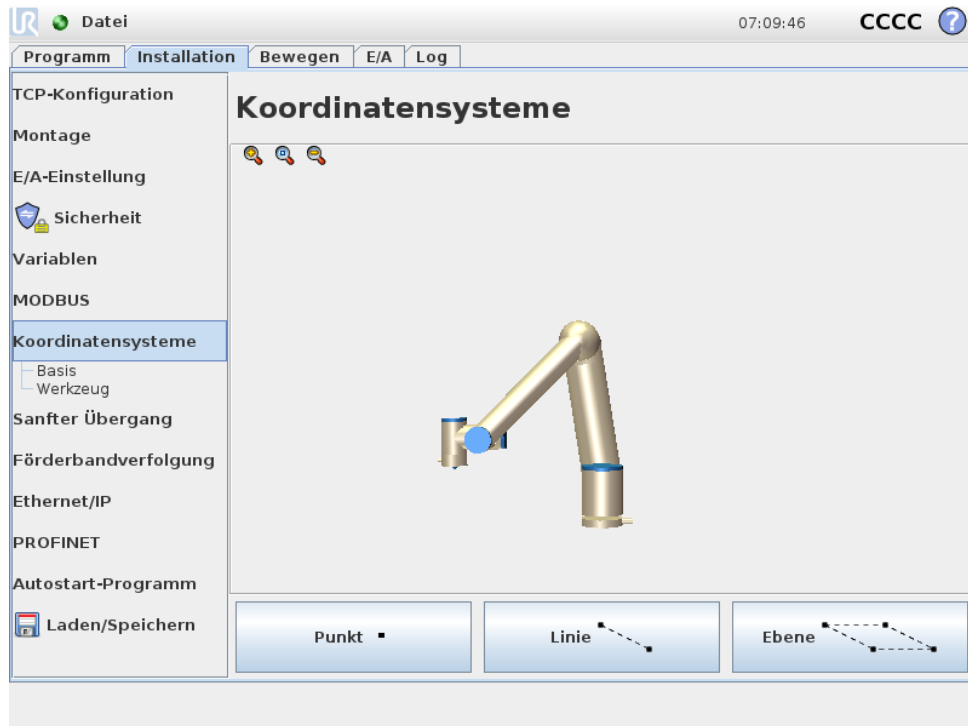 UR Datei 07:09:46 CCCC ?
Programm Installation Bewegen E/A Log
TCP-Konfiguration
Montage
E/A-Einstellung
Sicherheit
Variablen
MODBUS
Koordinatensysteme
Basis
Werkzeug
Sanfter Übergang
Förderbandverfolgung
Ethernet/IP
PROFINET
Autostart-Programm
Laden/Speichern
Koordinatensysteme
Punkt Linie Ebene